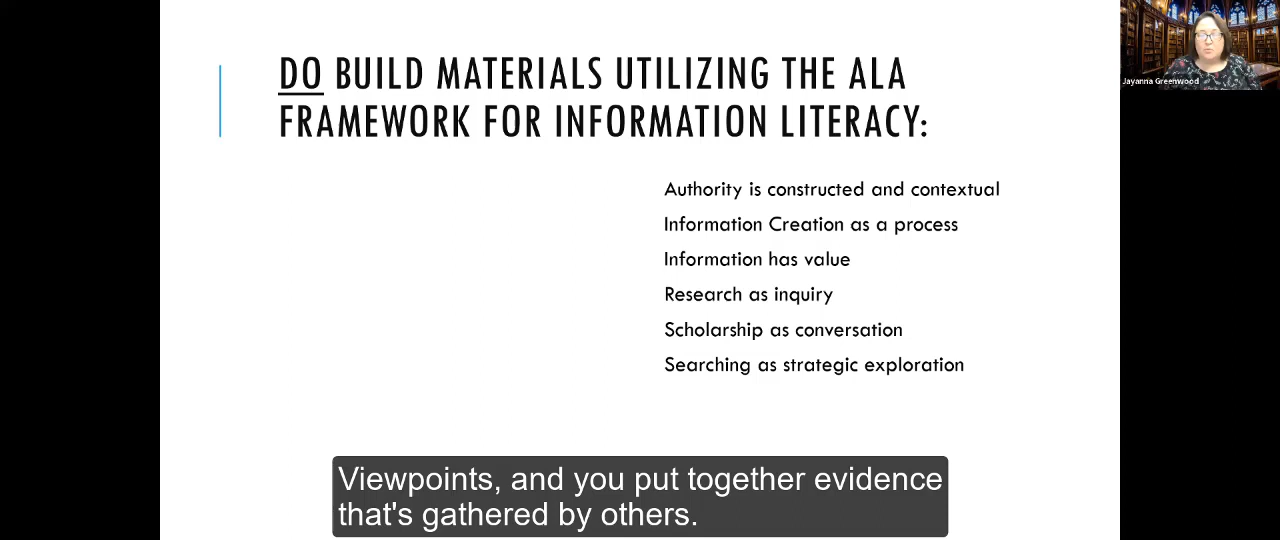 DO BUILD MATERIALS UTILIZING THE ALA
FRAMEWORK FOR INFORMATION LITERACY:
Jayanna Greenwood
Authority is constructed and contextual
Information Creation as a process
Information has value
Research as inquiry
Scholarship as conversation
Searching as strategic exploration
Viewpoints, and you put together evidence
that's gathered by others.